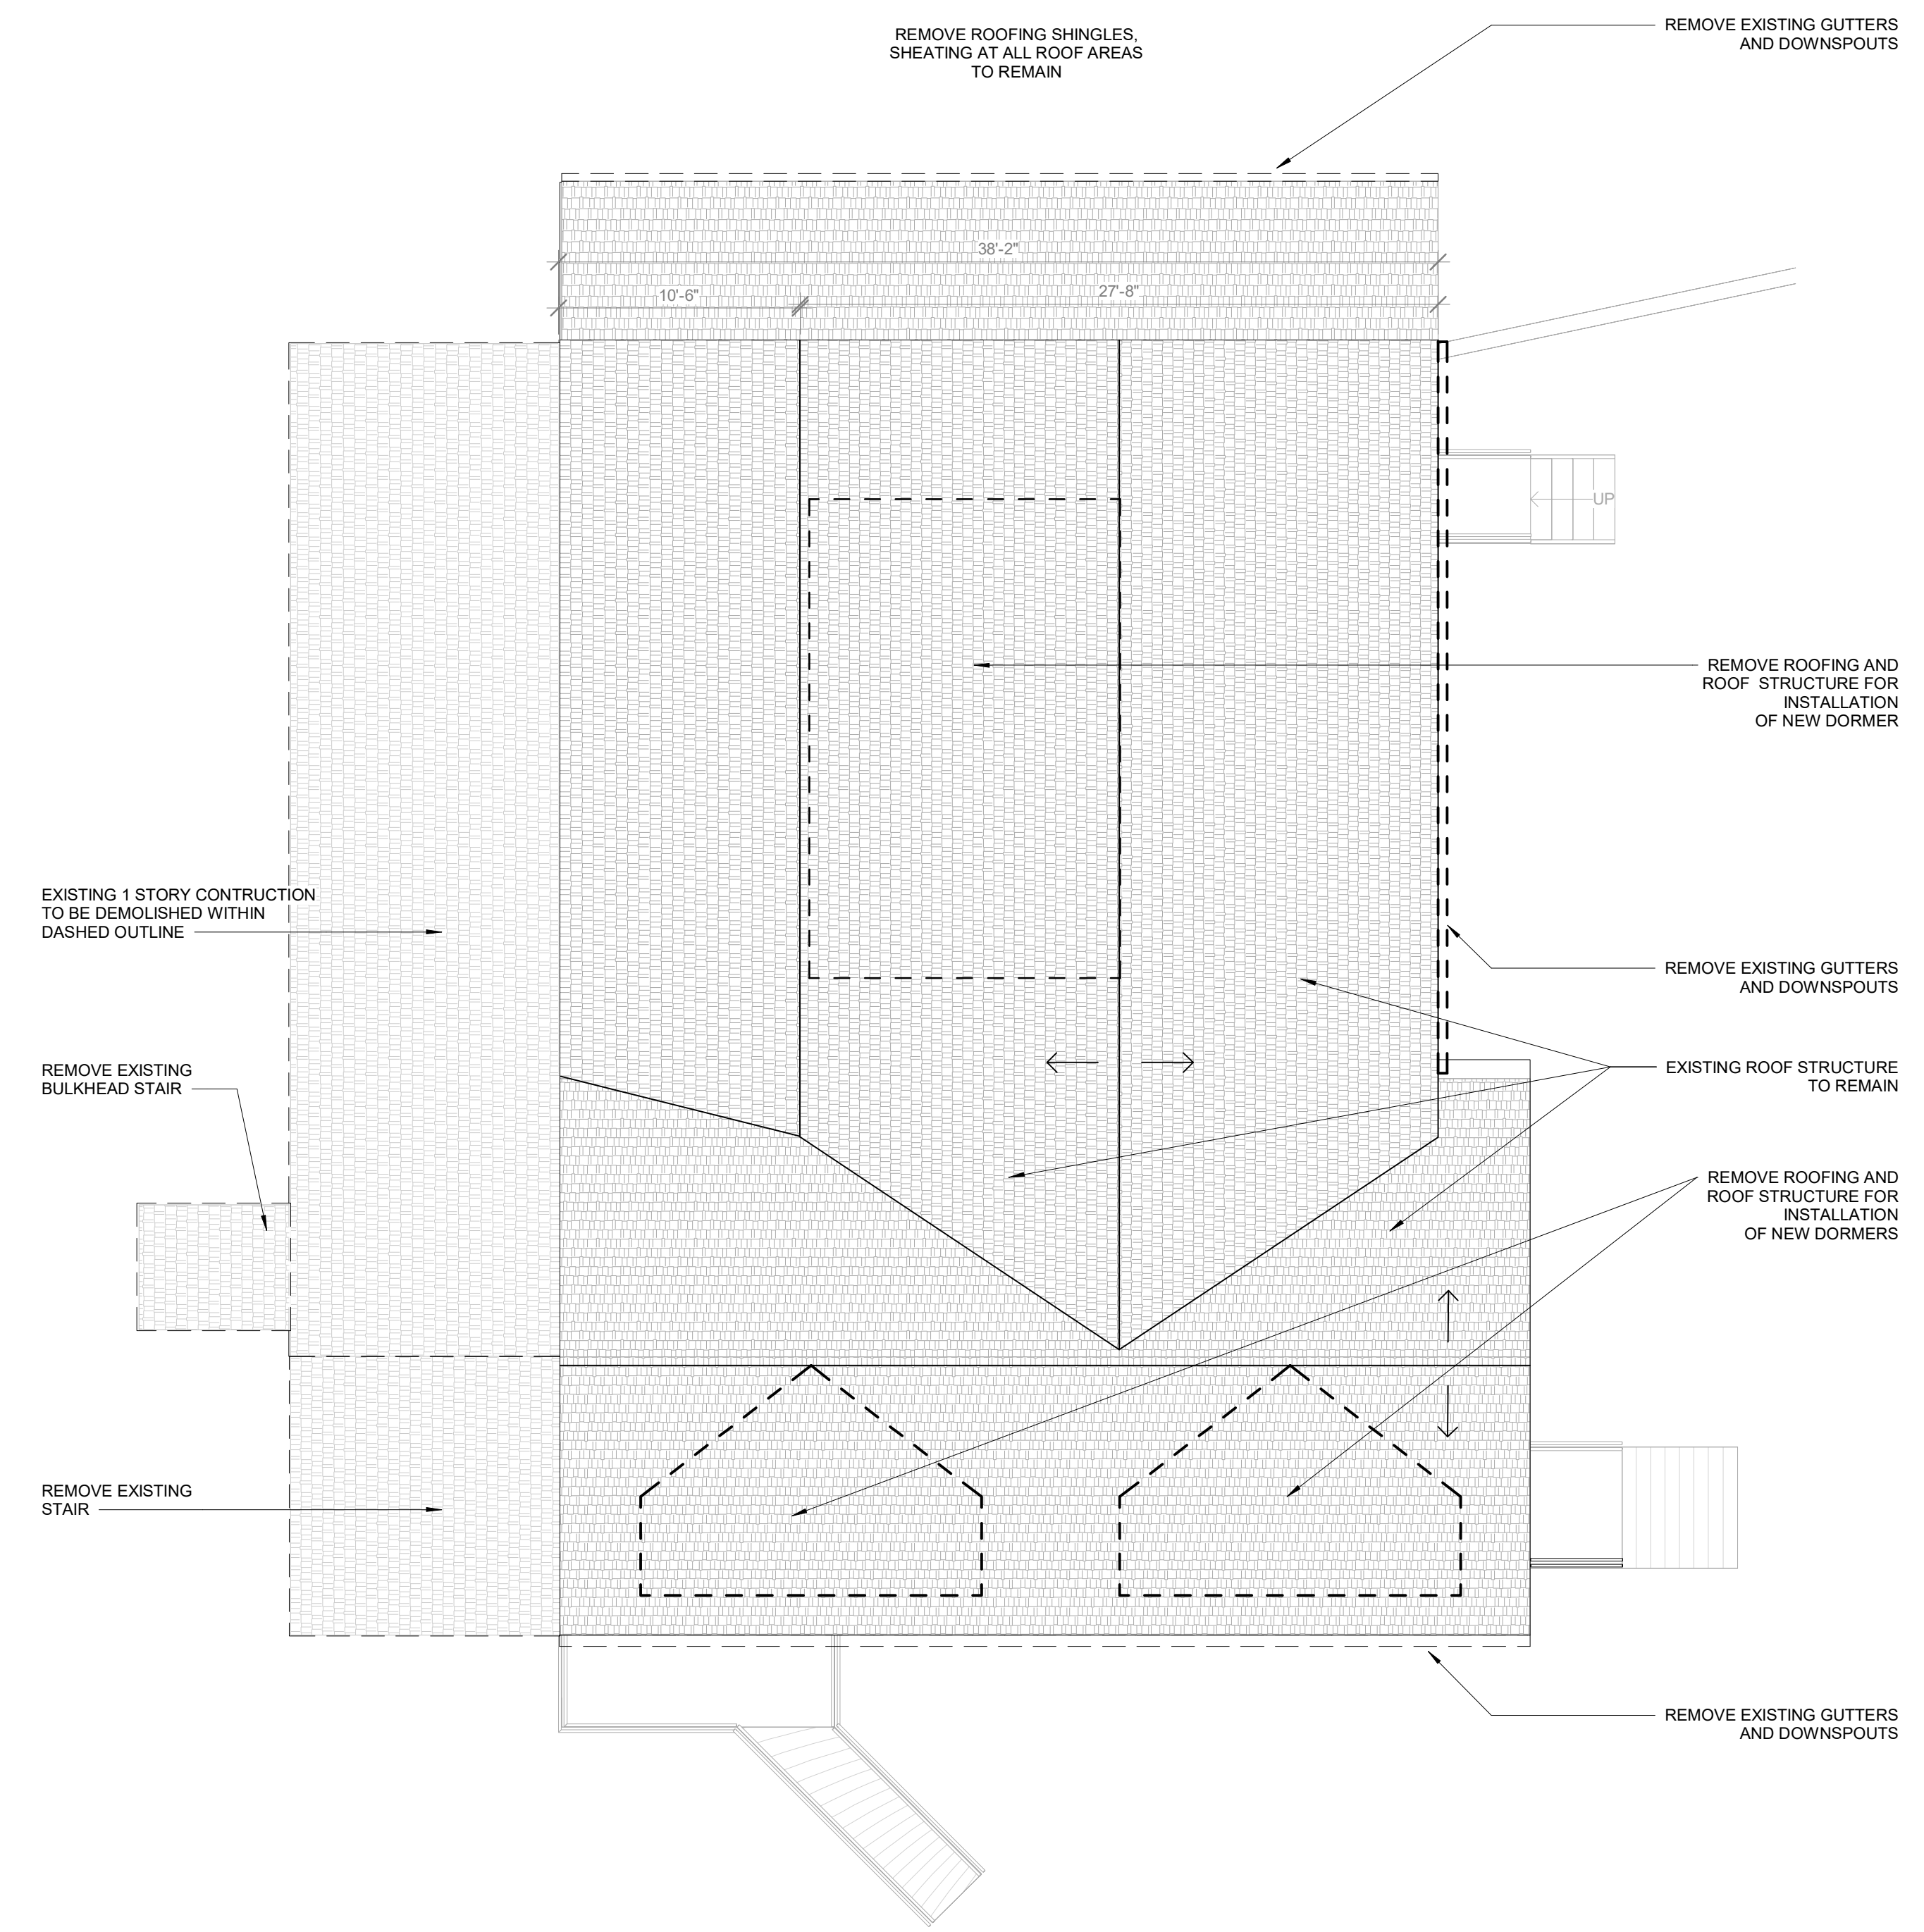 REMOVE ROOFING SHINGLES,
SHEATING AT ALL ROOF AREAS
TO REMAIN
REMOVE EXISTING GUTTERS
AND DOWNSPOUTS
38'-2"
10'-6"
27'-8"
UP
REMOVE ROOFING AND
ROOF STRUCTURE FOR
INSTALLATION
OF NEW DORMER
EXISTING 1 STORY CONTRUCTION
TO BE DEMOLISHED WITHIN
DASHED OUTLINE
REMOVE EXISTING GUTTERS
AND DOWNSPOUTS
REMOVE EXISTING
BULKHEAD STAIR
EXISTING ROOF STRUCTURE
TO REMAIN
REMOVE ROOFING AND
ROOF STRUCTURE FOR
INSTALLATION
OF NEW DORMERS
REMOVE EXISTING
STAIR
REMOVE EXISTING GUTTERS
AND DOWNSPOUTS